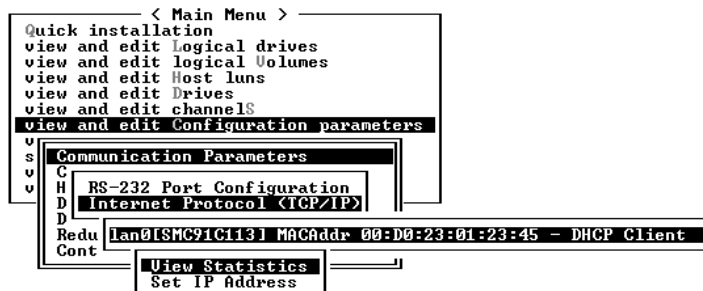 < Main Menu >
Quick installation
view and edit Logical drives
view and edit logical Volumes
view and edit Host luns
view and edit Drives
view and edit channelS
view and edit Configuration parameters
v
s Communication Parameters
v C
v H RS-232 Port Configuration
D Internet Protocol (TCP/IP)
D
Redu lan0[SMC91C113] MACAddr 00:D0:23:01:23:45 - DHCP Client
Cont
View Statistics
Set IP Address